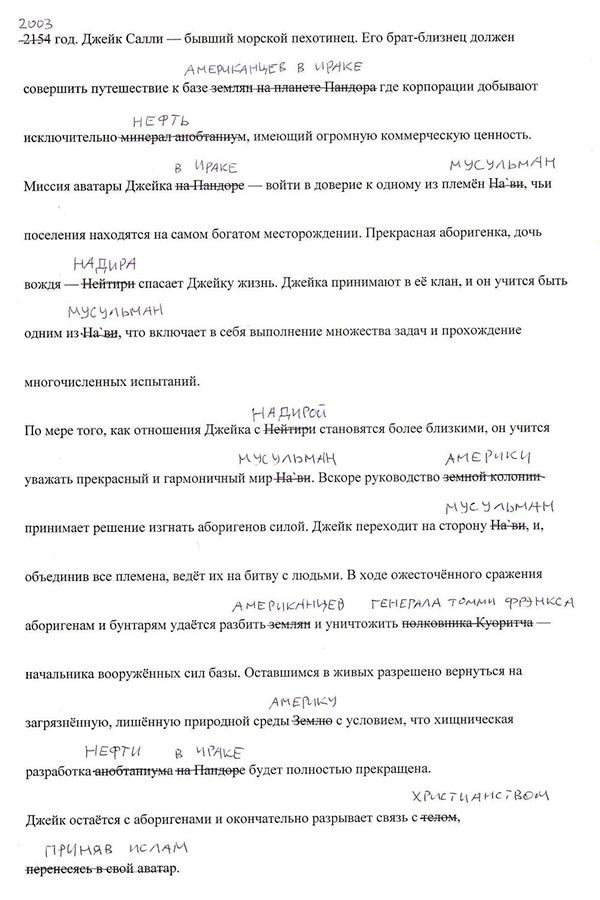 2003
2154 год. Джейк Салли — бывший морской пехотинец. Его брат-близнец должен
АМЕРИКАНЦЕВ В ИРАКЕ
совершить путешествие к базе землян на планете Пандора где корпорации добывают
НЕФТЬ
исключительно минерал анобтаниум, имеющий огромную коммерческую ценность.
В ИРАКЕ МУСУЛЬМАН
Миссия аватары Джейка на Пандоре — войти в доверие к одному из племён На`ви, чьи
поселения находятся на самом богатом месторождении. Прекрасная аборигенка, дочь
НАДИРА
вождя — Нейтири спасает Джейку жизнь. Джейка принимают в её клан, и он учится быть
МУСУЛЬМАН
одним из На`ви, что включает в себя выполнение множества задач и прохождение
многочисленных испытаний.
НАДИРОЙ
По мере того, как отношения Джейка с Нейтири становятся более близкими, он учится
МУСУЛЬМАН АМЕРИКИ
уважать прекрасный и гармоничный мир На`ви. Вскоре руководство земной колонии
МУСУЛЬМАН
принимает решение изгнать аборигенов силой. Джейк переходит на сторону На`ви, и,
объединив все племена, ведёт их на битву с людьми. В ходе ожесточённого сражения
АМЕРИКАНЦЕВ ГЕНЕРАЛА ТОММИ ФРЭНКСА
аборигенам и бунтарям удаётся разбить землян и уничтожить полковника Куоритча —
начальника вооружённых сил базы. Оставшимся в живых разрешено вернуться на
АМЕРИКУ
загрязнённую, лишённую природной среды Землю с условием, что хищническая
НЕФТИ В ИРАКЕ
разработка анобтаниума на Пандоре будет полностью прекращена.
ХРИСТИАНСТВОМ
Джейк остаётся с аборигенами и окончательно разрывает связь с телом,
ПРИНЯВ ИСЛАМ
перенесясь в свой аватар.